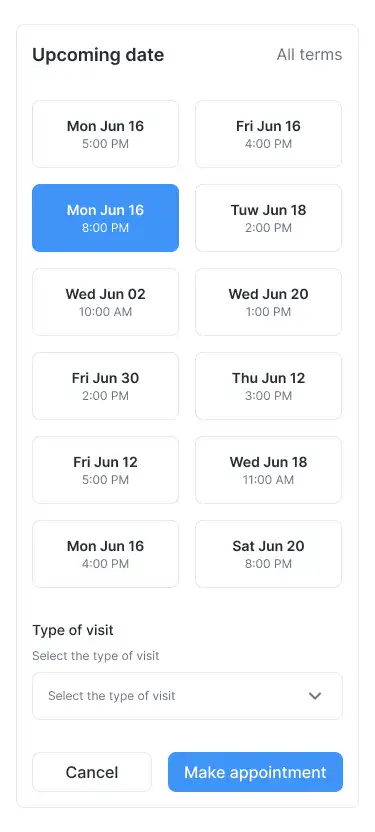 Upcoming date
All terms
Mon Jun 16
5:00 PM
Fri Jun 16
4:00 PM
Mon Jun 16
8:00 PM
Tuw Jun 18
2:00 PM
Wed Jun 02
10:00 AM
Wed Jun 20
1:00 PM
Fri Jun 30
2:00 PM
Thu Jun 12
3:00 PM
Fri Jun 12
5:00 PM
Wed Jun 18
11:00 AM
Mon Jun 16
4:00 PM
Sat Jun 20
8:00 PM
Type of visit
Select the type of visit
Select the type of visit
Cancel
Make appointment